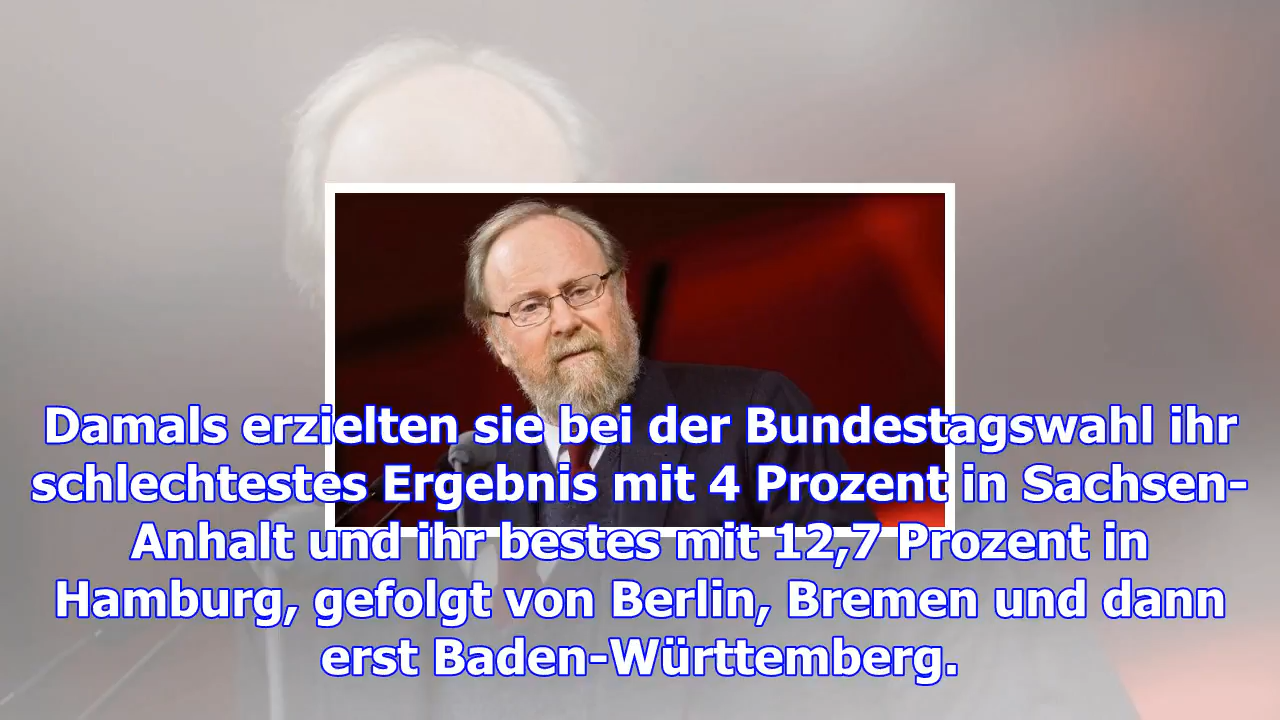 Damals erzielten sie bei der Bundestagswahl ihr
schlechtestes Ergebnis mit 4 Prozent in Sachsen-
Anhalt und ihr bestes mit 12,7 Prozent in
Hamburg, gefolgt von Berlin, Bremen und dann
erst Baden-Württemberg.